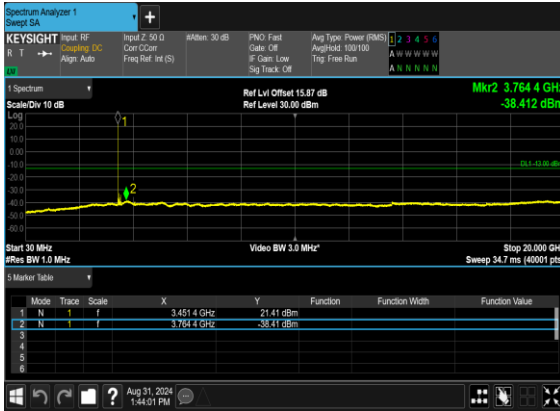 Spectrum Analyzer 1
Swept SA
+
KEYSIGHT Input: RF Input Z: 50 Ω #Atten: 30 dB PNO: Fast Avg Type: Power (RMS) 1 2 3 4 5 6
R T Coupling: DC Corr CCorr Gate: Off Avg|Hold: 100/100 A W W W W W
Align: Auto Freq Ref: Int (S) IF Gain: Low Trig: Free Run
Sig Track: Off A N N N N N
1 Spectrum Ref Lvl Offset 15.87 dB Mkr2 3.764 4 GHz
Scale/Div 10 dB Ref Level 30.00 dBm -38.412 dBm
Log
20.0
10.0
0.00
-10.0
-20.0
-30.0
-40.0
-50.0
-60.0
1
2
DL1 -13.00 dBm
Start 30 MHz Video BW 3.0 MHz* Stop 20.000 GHz
#Res BW 1.0 MHz Sweep 34.7 ms (40001 pts)
5 Marker Table
Mode Trace Scale X Y Function Function Width Function Value
1 N 1 f 3.451 4 GHz 21.41 dBm
2 N 1 f 3.764 4 GHz -38.41 dBm
3
4
5
6
? Aug 31, 2024
1:44:01 PM